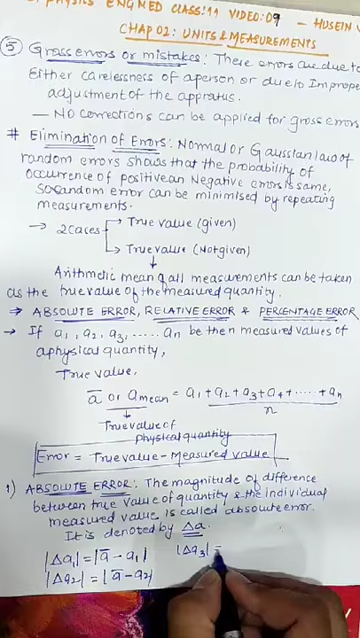 PHYSICS ENG MED CLASS:11 VIDEO:09
CHAP 02: UNITS & MEASUREMENTS - HUSEIN
⑤ Gross errors or mistakes: There errors are due to
Either carelessness of aperson or due to Improper
adjustment of the appratus.
– No corrections can be applied for gross errors
# Elimination of Errors: Normal or Gaussian law of
random errors shows that the probability of
occurrence of positive an Negative errors is same,
So random error can be minimised by repeating
measurements.
→ 2 Cases → True value (given)
↳ True value (Not given)
↓
Arithmetic mean of all measurements can be taken
as the true value of the measured quantity.
⇒ ABSOLUTE ERROR, RELATIVE ERROR & PERCENTAGE ERROR
→ If a₁, a₂, a₃, ..... aₙ be then measured values of
a physical quantity,
True value,
a̅ or a mean = a₁ + a₂ + a₃ + a₄ + ..... + aₙ / n
↓
True value of
physical quantity
Error = True value – Measured value
1) ABSOLUTE ERROR: The magnitude of difference
between true value of quantity & the individual
measured value is called absolute error.
It is denoted by Δa.
|Δa₁| = |a̅ – a₁| |Δa₃| =
|Δa₂| = |a̅ – a₂|